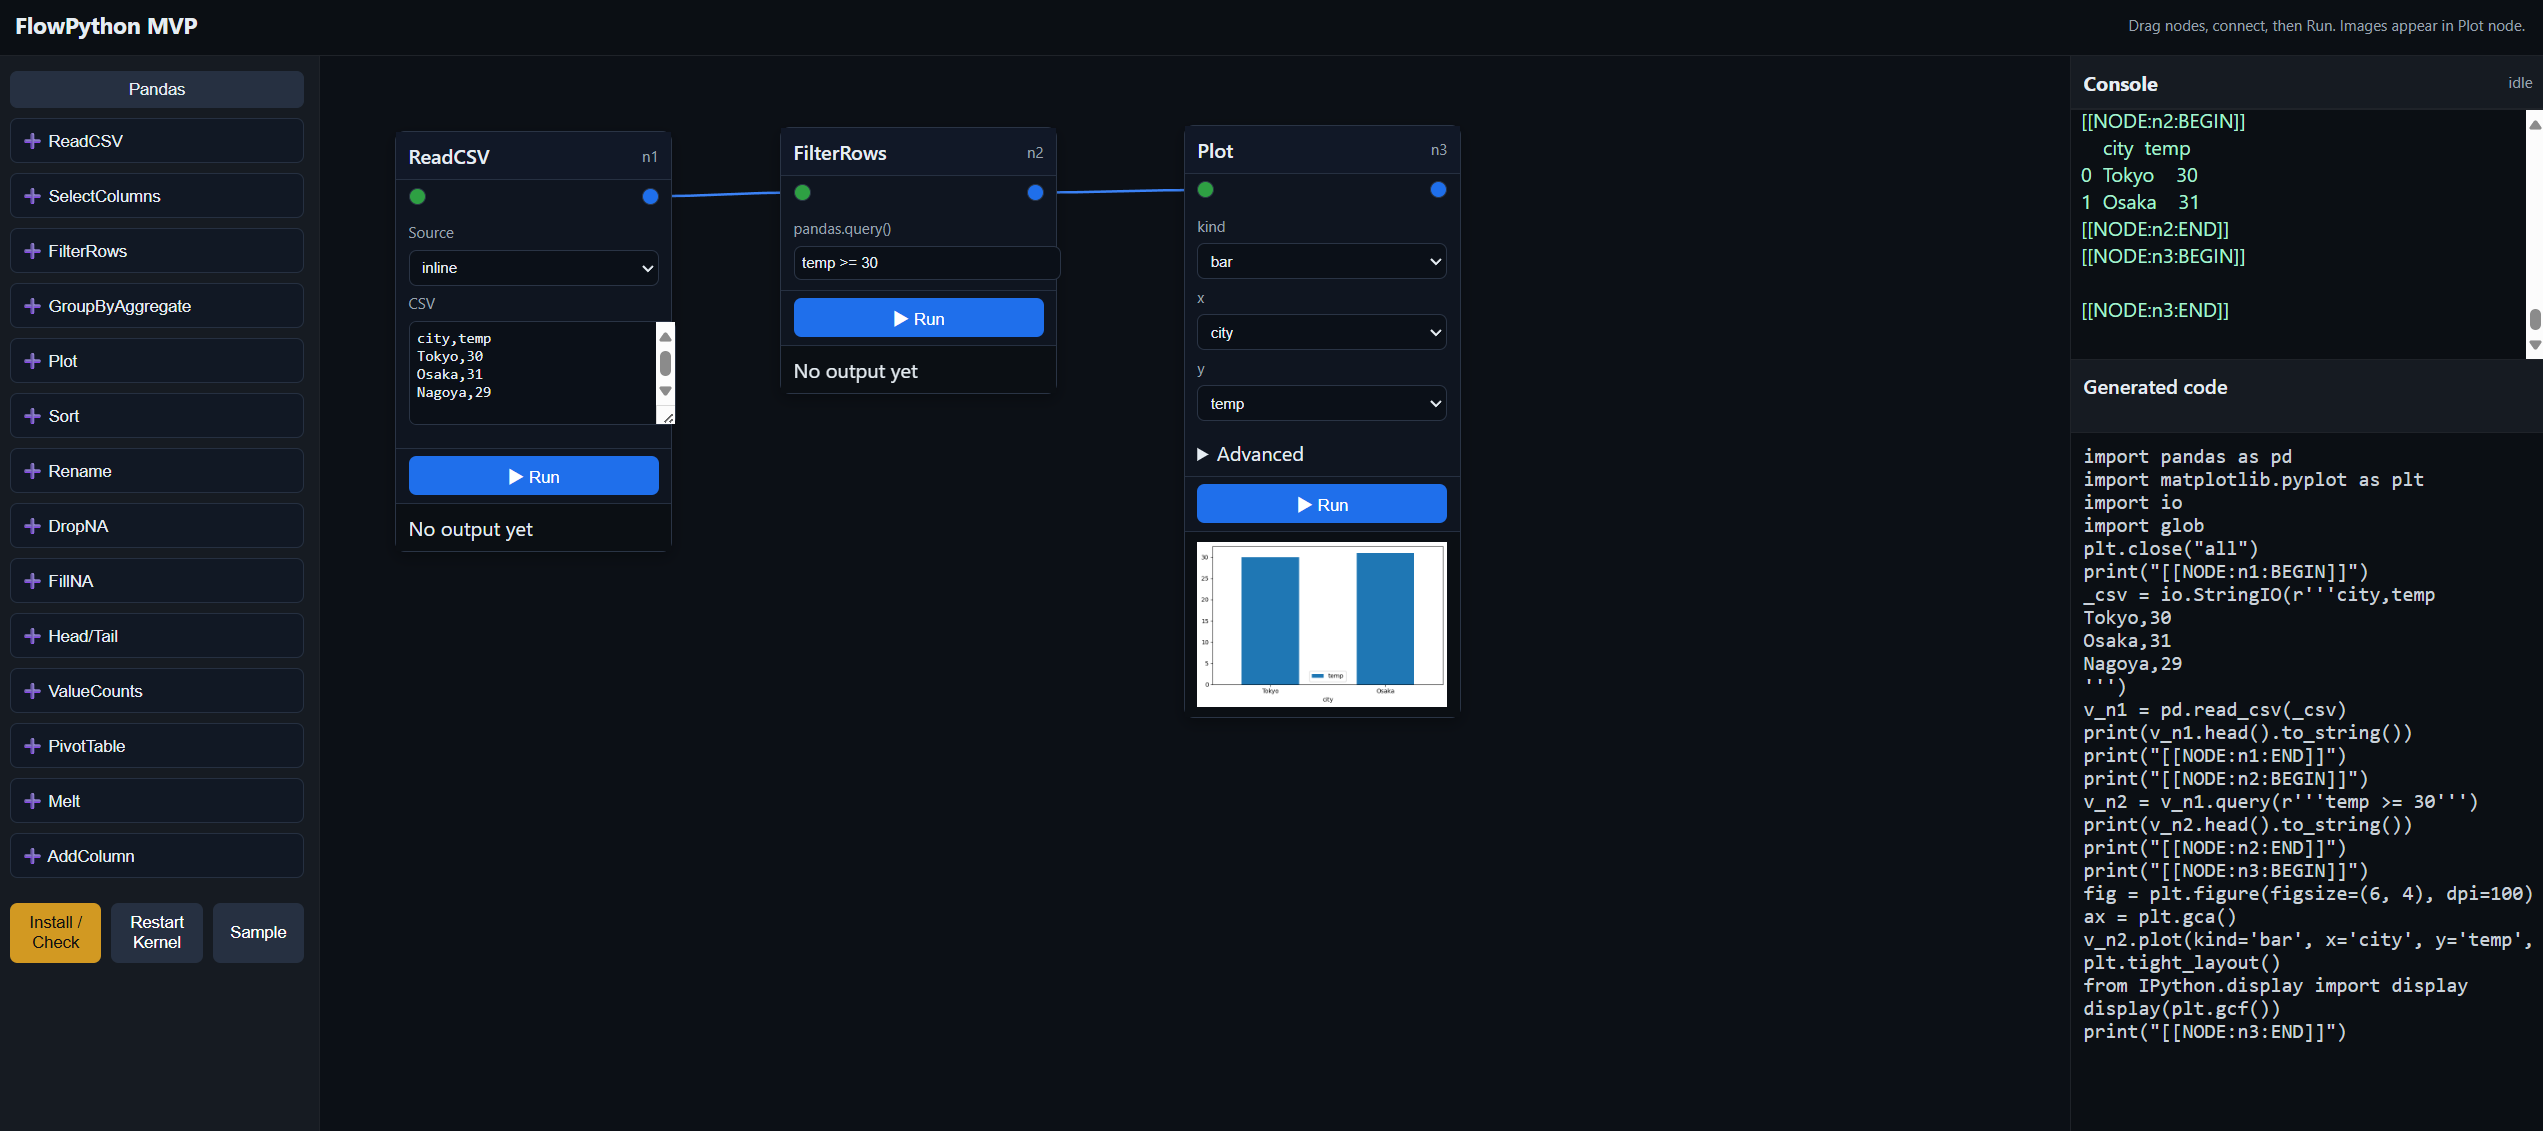 FlowPython MVP
Drag nodes, connect, then Run. Images appear in Plot node.
Pandas
ReadCSV
SelectColumns
FilterRows
GroupByAggregate
Plot
Sort
Rename
DropNA
FillNA
Head/Tail
ValueCounts
PivotTable
Melt
AddColumn
Install /
Check
Restart
Kernel
Sample
ReadCSV n1
Source
inline
CSV
city,temp
Tokyo,30
Osaka,31
Nagoya,29
Run
No output yet
FilterRows n2
pandas.query()
temp >= 30
Run
No output yet
Plot n3
kind
bar
x
city
y
temp
Advanced
Run
30
25
20
15
10
5
0
temp
Tokyo Osaka
city
Console idle
[[NODE:n2:BEGIN]]
city temp
0 Tokyo 30
1 Osaka 31
[[NODE:n2:END]]
[[NODE:n3:BEGIN]]
[[NODE:n3:END]]
Generated code
import pandas as pd
import matplotlib.pyplot as plt
import io
import glob
plt.close("all")
print("[[NODE:n1:BEGIN]]")
_csv = io.StringIO(r'''city,temp
Tokyo,30
Osaka,31
Nagoya,29
''')
v_n1 = pd.read_csv(_csv)
print(v_n1.head().to_string())
print("[[NODE:n1:END]]")
print("[[NODE:n2:BEGIN]]")
v_n2 = v_n1.query(r'''temp >= 30''')
print(v_n2.head().to_string())
print("[[NODE:n2:END]]")
print("[[NODE:n3:BEGIN]]")
fig = plt.figure(figsize=(6, 4), dpi=100)
ax = plt.gca()
v_n2.plot(kind='bar', x='city', y='temp',
plt.tight_layout()
from IPython.display import display
display(plt.gcf())
print("[[NODE:n3:END]]")